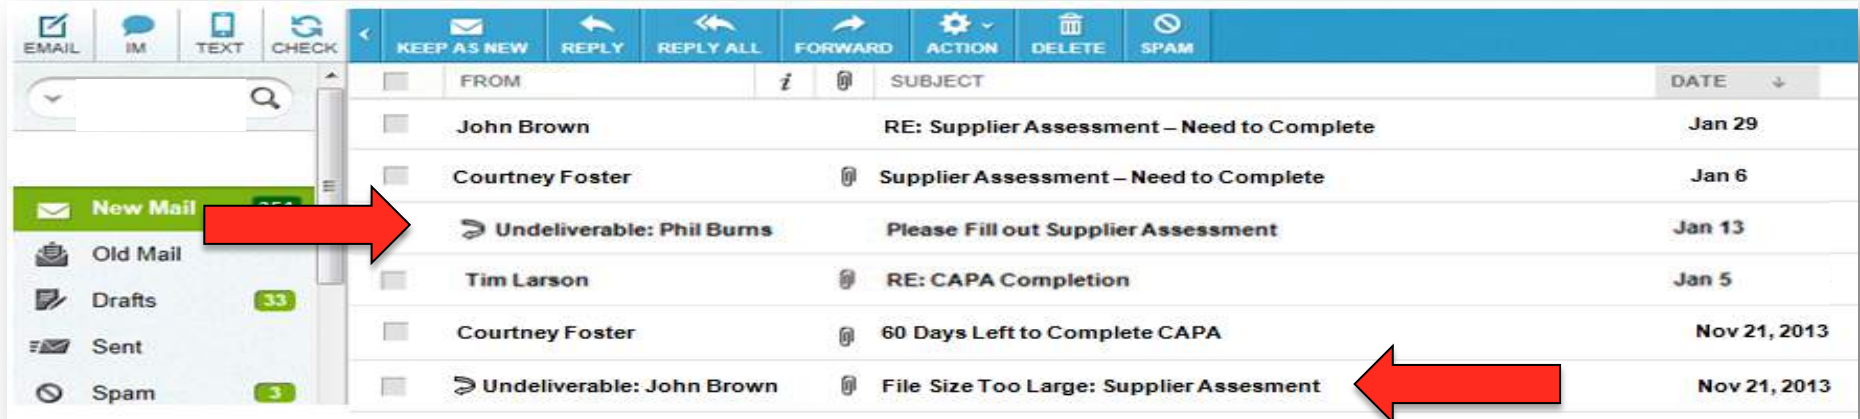 EMAIL IM TEXT CHECK KEEP AS NEW REPLY REPLY ALL FORWARD ACTION DELETE SPAM
FROM i SUBJECT DATE
John Brown RE: Supplier Assessment – Need to Complete Jan 29
Courtney Foster Supplier Assessment – Need to Complete Jan 6
New Mail
Undeliverable: Phil Burns Please Fill out Supplier Assessment Jan 13
Old Mail
Tim Larson RE: CAPA Completion Jan 5
Drafts 33
Courtney Foster 60 Days Left to Complete CAPA Nov 21, 2013
Sent
Undeliverable: John Brown File Size Too Large: Supplier Assesment Nov 21, 2013
Spam 3